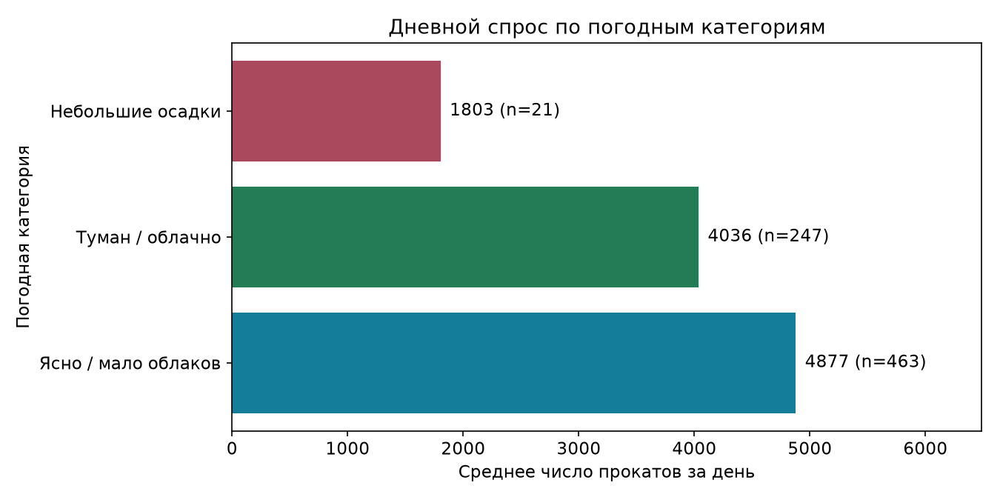 Дневной спрос по погодным категориям
Погодная категория
Небольшие осадки
1803 (n=21)
Туман / облачно
4036 (n=247)
Ясно / мало облаков
4877 (n=463)
0 1000 2000 3000 4000 5000 6000
Среднее число прокатов за день